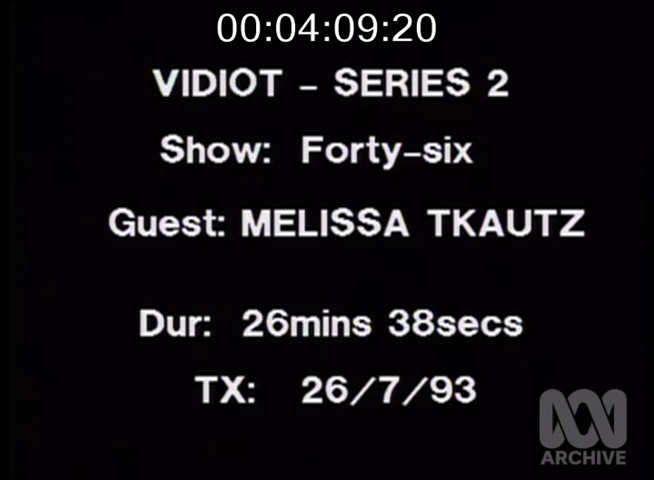 00:04:09:20
VIDIOT - SERIES 2
Show: Forty-six
Guest: MELISSA TKAUTZ
Dur: 26mins 38secs
TX: 26/7/93
ARCHIVE